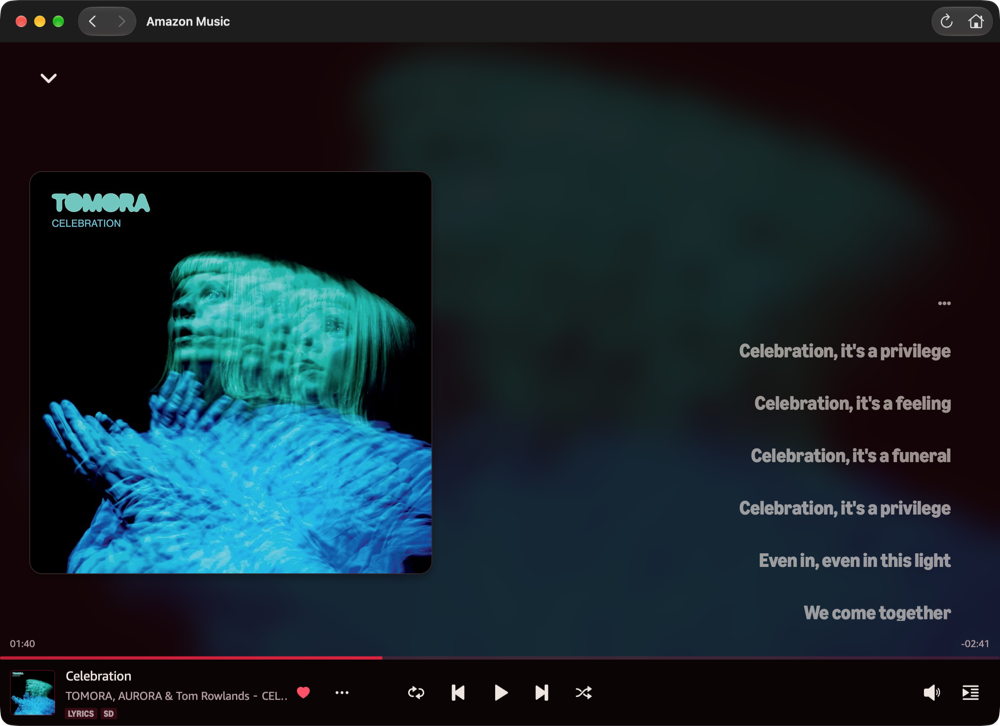 Amazon Music
TOMORA
CELEBRATION
Celebration, it's a privilege
Celebration, it's a feeling
Celebration, it's a funeral
Celebration, it's a privilege
Even in, even in this light
We come together
01:40
-02:41
Celebration
TOMORA, AURORA & Tom Rowlands - CEL..
LYRICS SD